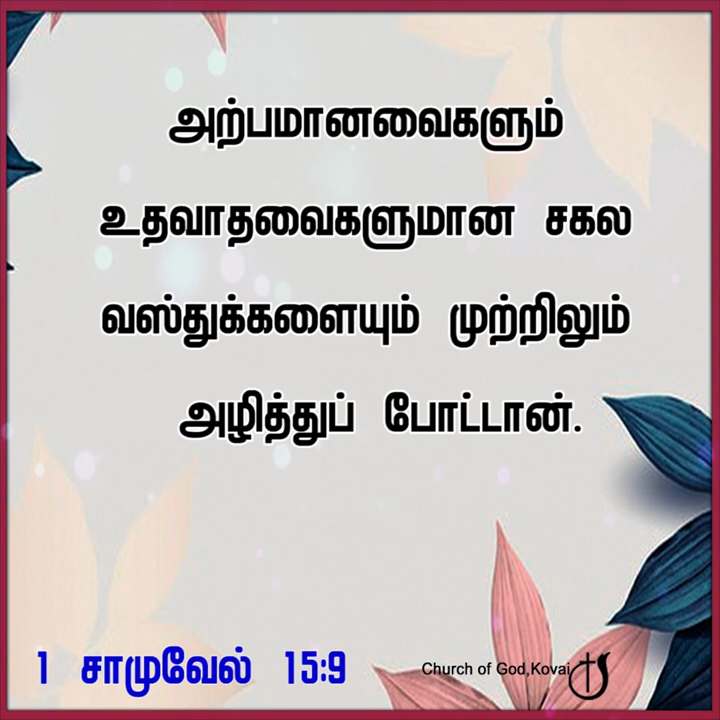 அற்பமானவைகளும்
உதவாதவைகளுமான சகல
வஸ்துக்களையும் முற்றிலும்
அழித்துப் போட்டான்.
1 சாமுவேல் 15:9
Church of God,Kovai